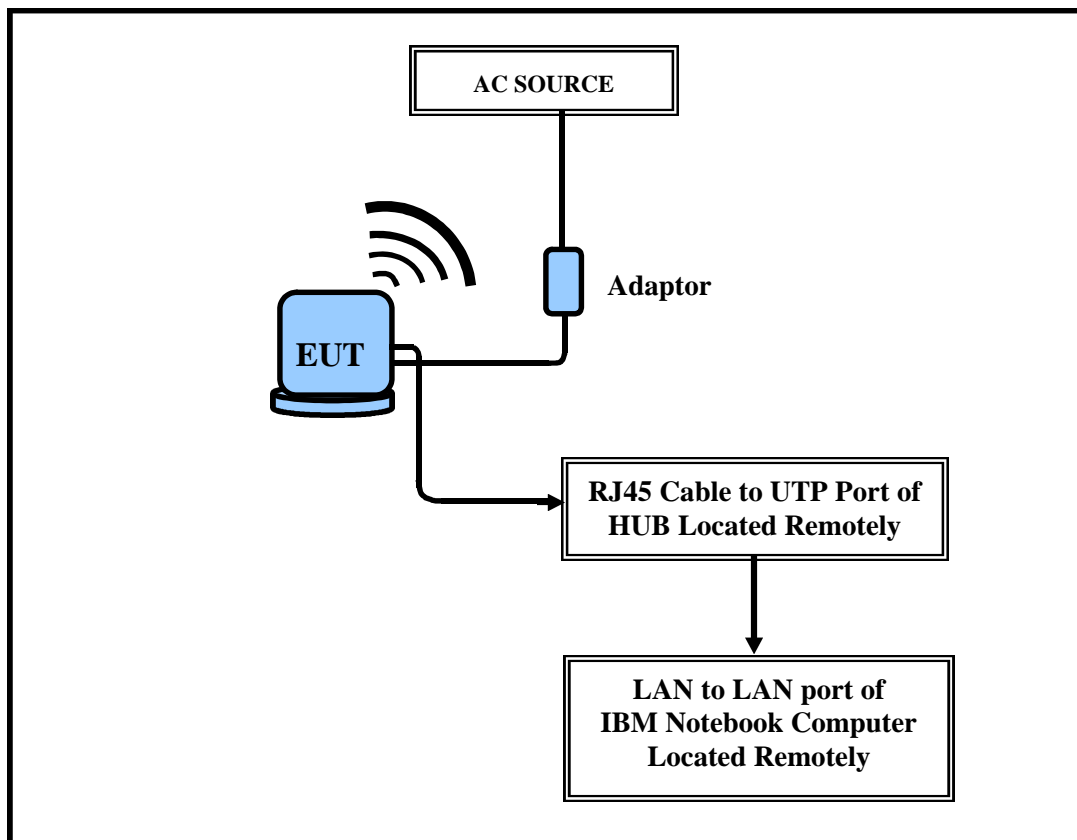 AC SOURCE
Adaptor
EUT
RJ45 Cable to UTP Port of
HUB Located Remotely
LAN to LAN port of
IBM Notebook Computer
Located Remotely